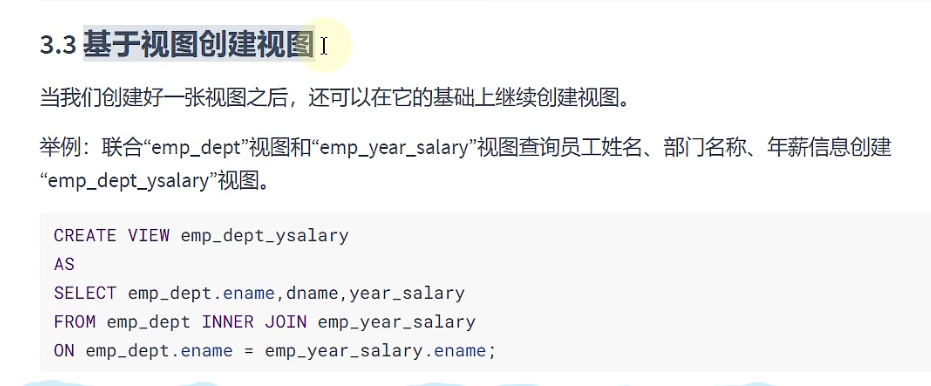 3.3 基于视图创建视图
当我们创建好一张视图之后，还可以在它的基础上继续创建视图。
举例：联合“emp_dept”视图和“emp_year_salary”视图查询员工姓名、部门名称、年薪信息创建
“emp_dept_ysalary”视图。
CREATE VIEW emp_dept_ysalary
AS
SELECT emp_dept.ename,dname,year_salary
FROM emp_dept INNER JOIN emp_year_salary
ON emp_dept.ename = emp_year_salary.ename;